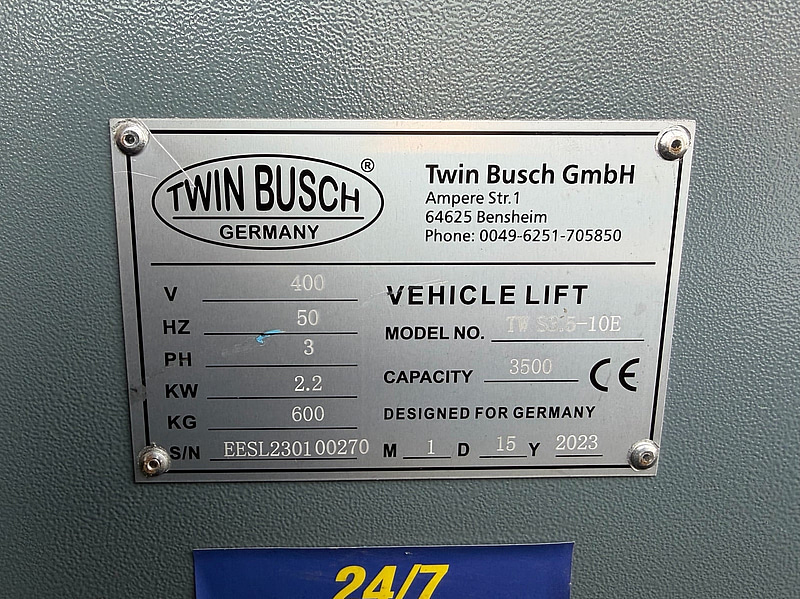 TWIN BUSCH ®
GERMANY
Twin Busch GmbH
Ampere Str.1
64625 Bensheim
Phone: 0049-6251-705850
V 400
HZ 50
PH 3
KW 2.2
KG 600
S/N EESL230100270
VEHICLE LIFT
MODEL NO. TW
CAPACITY 3500 CE
DESIGNED FOR GERMANY
M 1 D 15 Y 2023
24/7